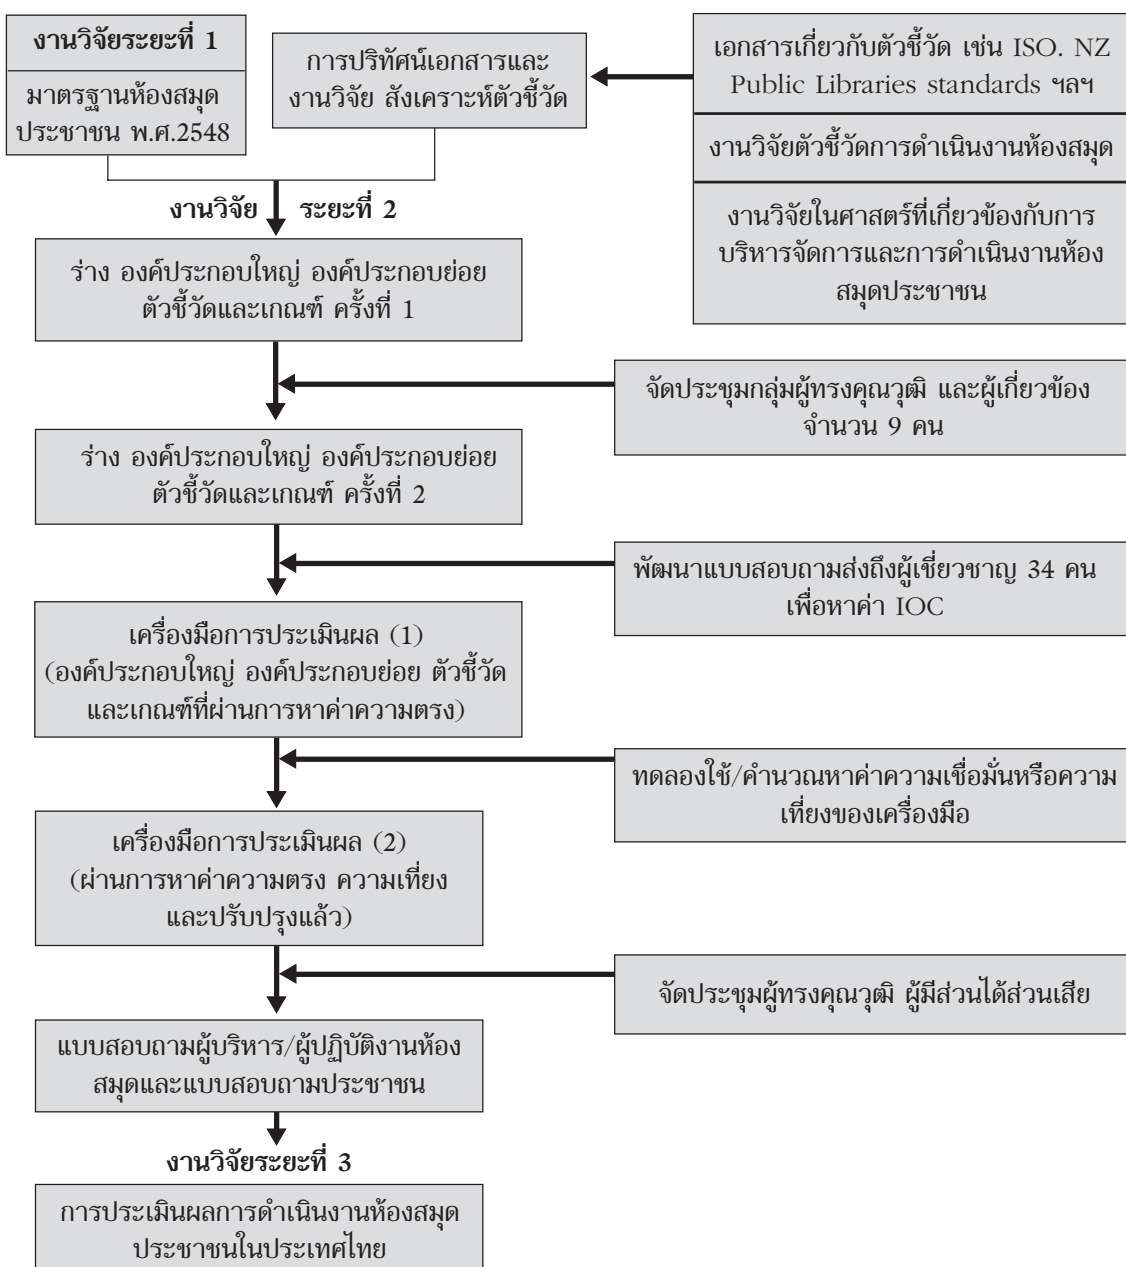 งานวิจัยระยะที่ 1
มาตรฐานห้องสมุด
ประชาชน พ.ศ.2548
การปริทัศน์เอกสารและ
งานวิจัย สังเคราะห์ตัวชี้วัด
เอกสารเกี่ยวกับตัวชี้วัด เช่น ISO. NZ
Public Libraries standards ฯลฯ
งานวิจัยตัวชี้วัดการดำเนินงานห้องสมุด
งานวิจัยในศาสตร์ที่เกี่ยวข้องกับการ
บริหารจัดการและการดำเนินงานห้อง
สมุดประชาชน
งานวิจัย ระยะที่ 2
ร่าง องค์ประกอบใหญ่ องค์ประกอบย่อย
ตัวชี้วัดและเกณฑ์ ครั้งที่ 1
จัดประชุมกลุ่มผู้ทรงคุณวุฒิ และผู้เกี่ยวข้อง
จำนวน 9 คน
ร่าง องค์ประกอบใหญ่ องค์ประกอบย่อย
ตัวชี้วัดและเกณฑ์ ครั้งที่ 2
พัฒนาแบบสอบถามส่งถึงผู้เชี่ยวชาญ 34 คน
เพื่อหาค่า IOC
เครื่องมือการประเมินผล (1)
(องค์ประกอบใหญ่ องค์ประกอบย่อย ตัวชี้วัด
และเกณฑ์ที่ผ่านการหาค่าความตรง)
ทดลองใช้/คำนวณหาค่าความเชื่อมั่นหรือความ
เที่ยงของเครื่องมือ
เครื่องมือการประเมินผล (2)
(ผ่านการหาค่าความตรง ความเที่ยง
และปรับปรุงแล้ว)
จัดประชุมผู้ทรงคุณวุฒิ ผู้มีส่วนได้ส่วนเสีย
แบบสอบถามผู้บริหาร/ผู้ปฏิบัติงานห้อง
สมุดและแบบสอบถามประชาชน
งานวิจัยระยะที่ 3
การประเมินผลการดำเนินงานห้องสมุด
ประชาชนในประเทศไทย